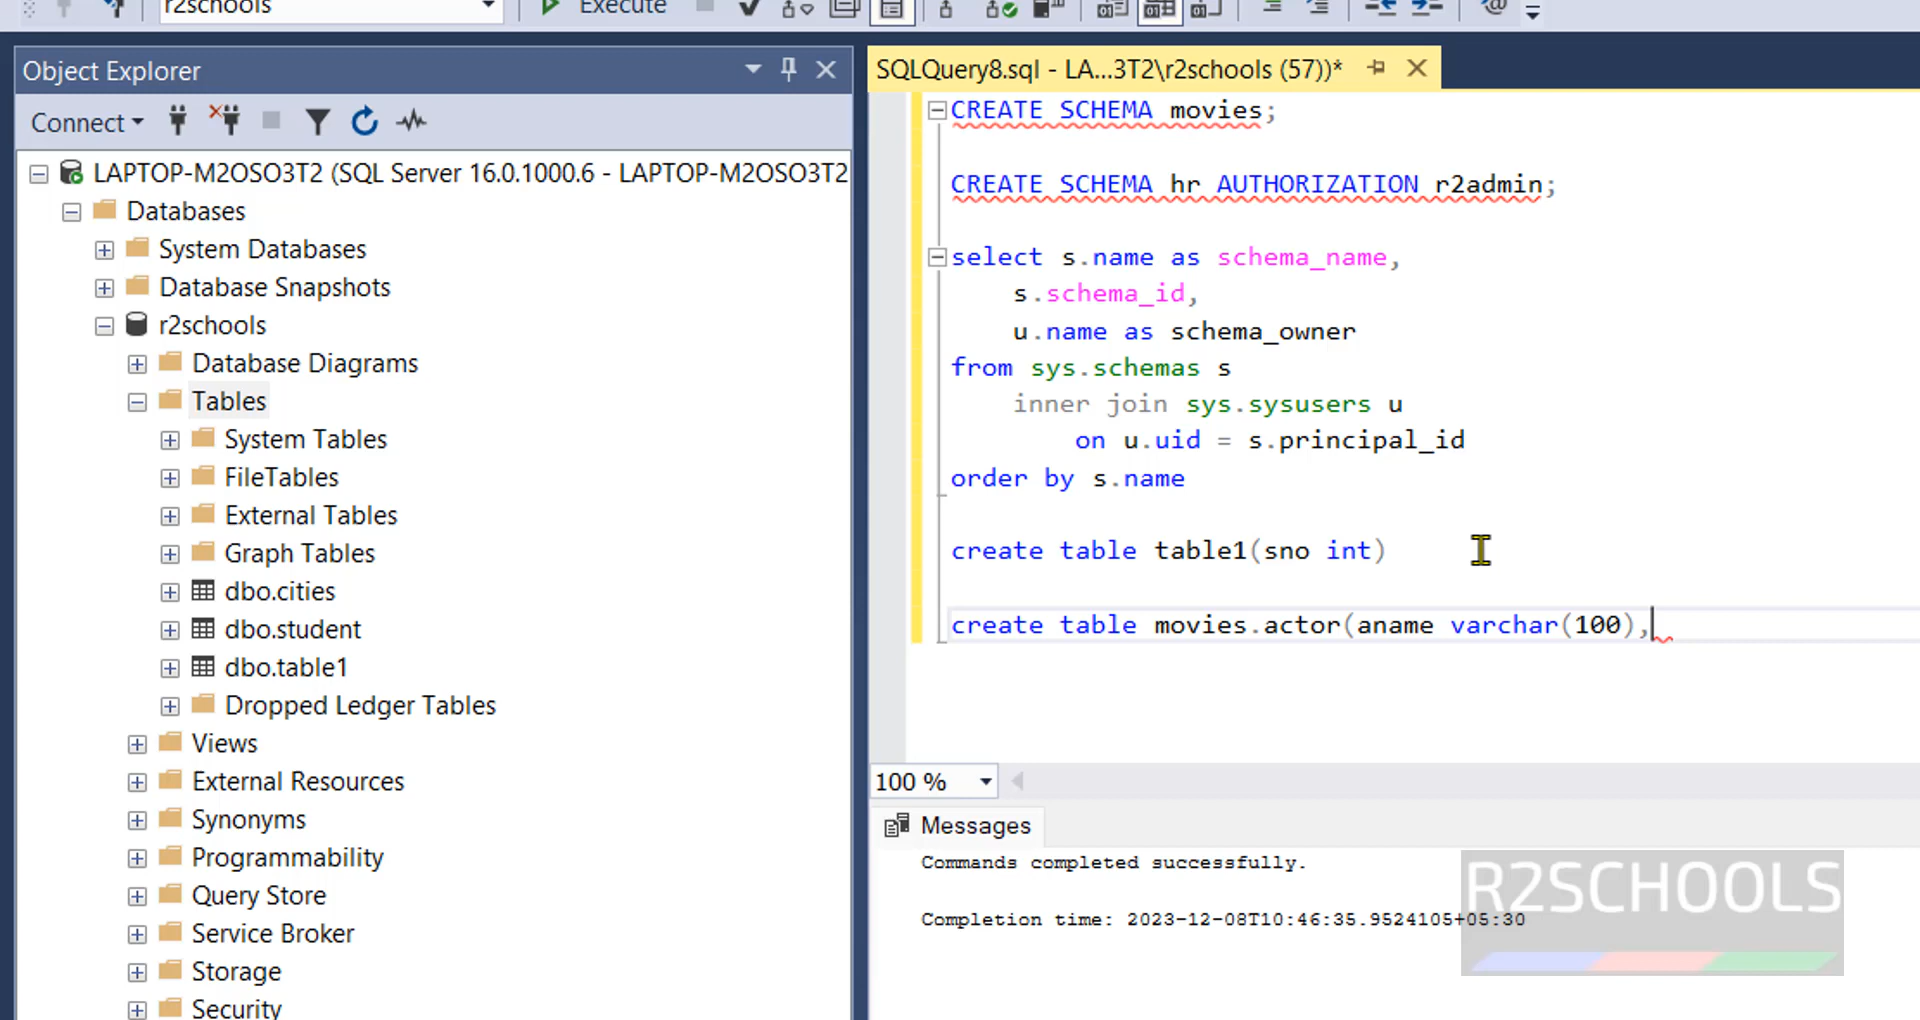 r2schools
Execute
Object Explorer
Connect
LAPTOP-M2OSO3T2 (SQL Server 16.0.1000.6 - LAPTOP-M2OSO3T2
Databases
System Databases
Database Snapshots
r2schools
Database Diagrams
Tables
System Tables
FileTables
External Tables
Graph Tables
dbo.cities
dbo.student
dbo.table1
Dropped Ledger Tables
Views
External Resources
Synonyms
Programmability
Query Store
Service Broker
Storage
Security
SQLQuery8.sql - LA...3T2\r2schools (57))*
CREATE SCHEMA movies;
CREATE SCHEMA hr AUTHORIZATION r2admin;
select s.name as schema_name,
s.schema_id,
u.name as schema_owner
from sys.schemas s
inner join sys.sysusers u
on u.uid = s.principal_id
order by s.name
create table table1(sno int)
create table movies.actor(aname varchar(100),
100 %
Messages
Commands completed successfully.
Completion time: 2023-12-08T10:46:35.9524105+05:30
R2SCHOOLS